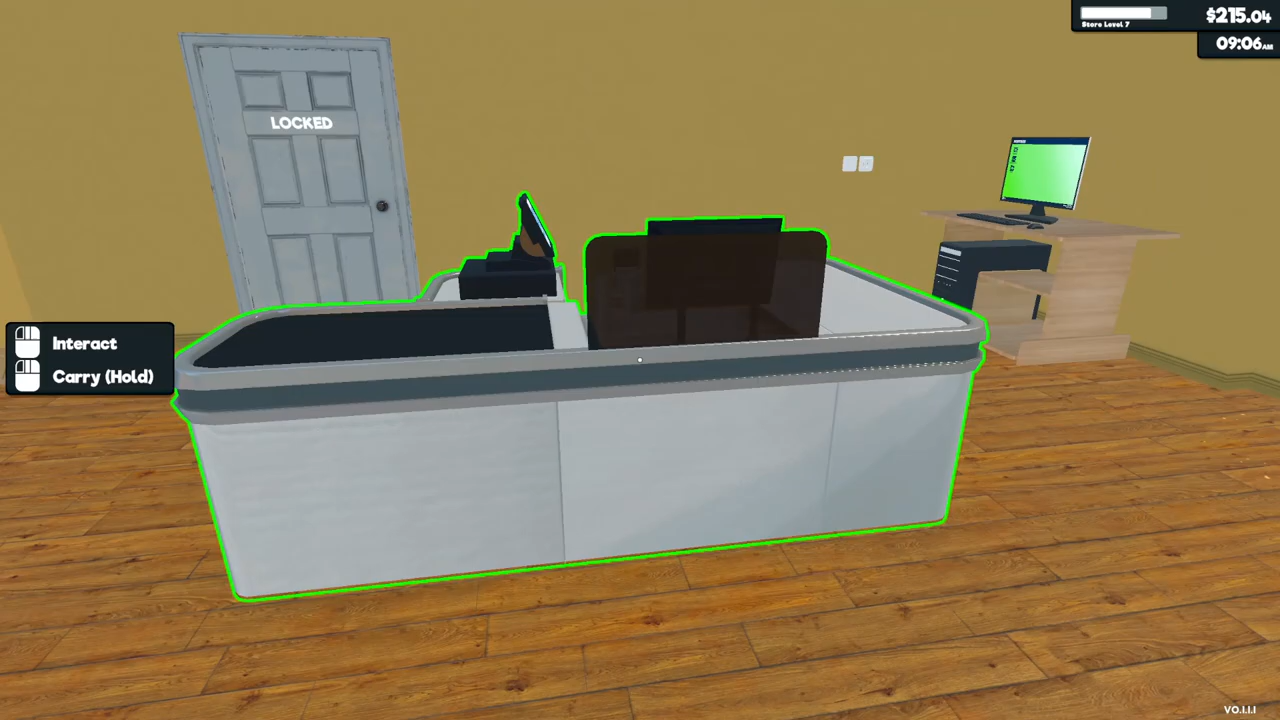 $215.04
Store Level 7
09:06AM
LOCKED
Interact
Carry (Hold)
V0.1.1.1